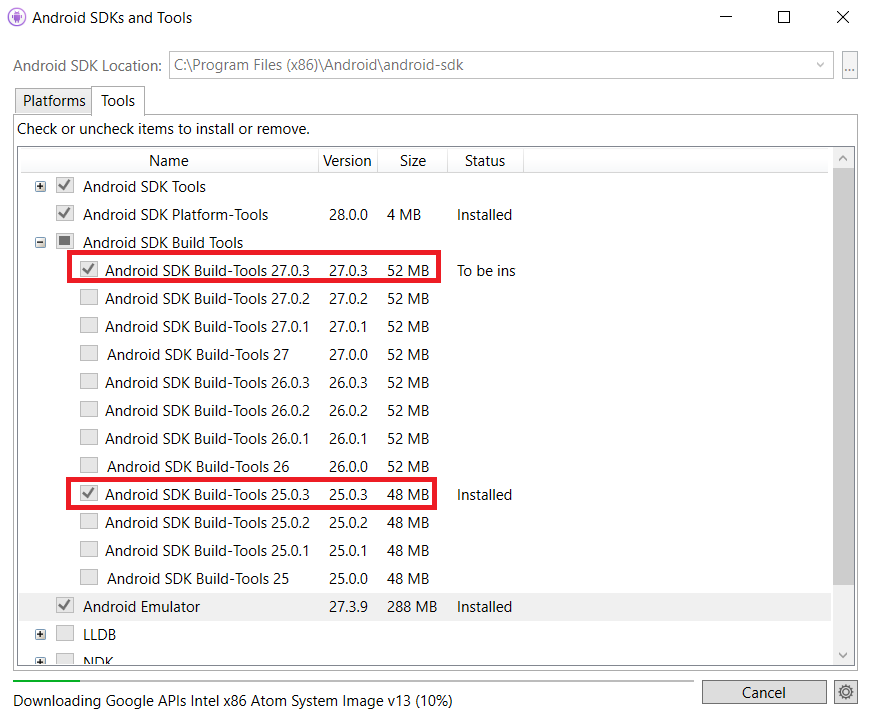 Android SDKs and Tools
Android SDK Location: C:\Program Files (x86)\Android\android-sdk ...
Platforms Tools
Check or uncheck items to install or remove.
Name Version Size Status
Android SDK Tools
Android SDK Platform-Tools 28.0.0 4 MB Installed
Android SDK Build Tools
Android SDK Build-Tools 27.0.3 27.0.3 52 MB To be ins
Android SDK Build-Tools 27.0.2 27.0.2 52 MB
Android SDK Build-Tools 27.0.1 27.0.1 52 MB
Android SDK Build-Tools 27 27.0.0 52 MB
Android SDK Build-Tools 26.0.3 26.0.3 52 MB
Android SDK Build-Tools 26.0.2 26.0.2 52 MB
Android SDK Build-Tools 26.0.1 26.0.1 52 MB
Android SDK Build-Tools 26 26.0.0 52 MB
Android SDK Build-Tools 25.0.3 25.0.3 48 MB Installed
Android SDK Build-Tools 25.0.2 25.0.2 48 MB
Android SDK Build-Tools 25.0.1 25.0.1 48 MB
Android SDK Build-Tools 25 25.0.0 48 MB
Android Emulator 27.3.9 288 MB Installed
LLDB
NDK
Downloading Google APIs Intel x86 Atom System Image v13 (10%) Cancel